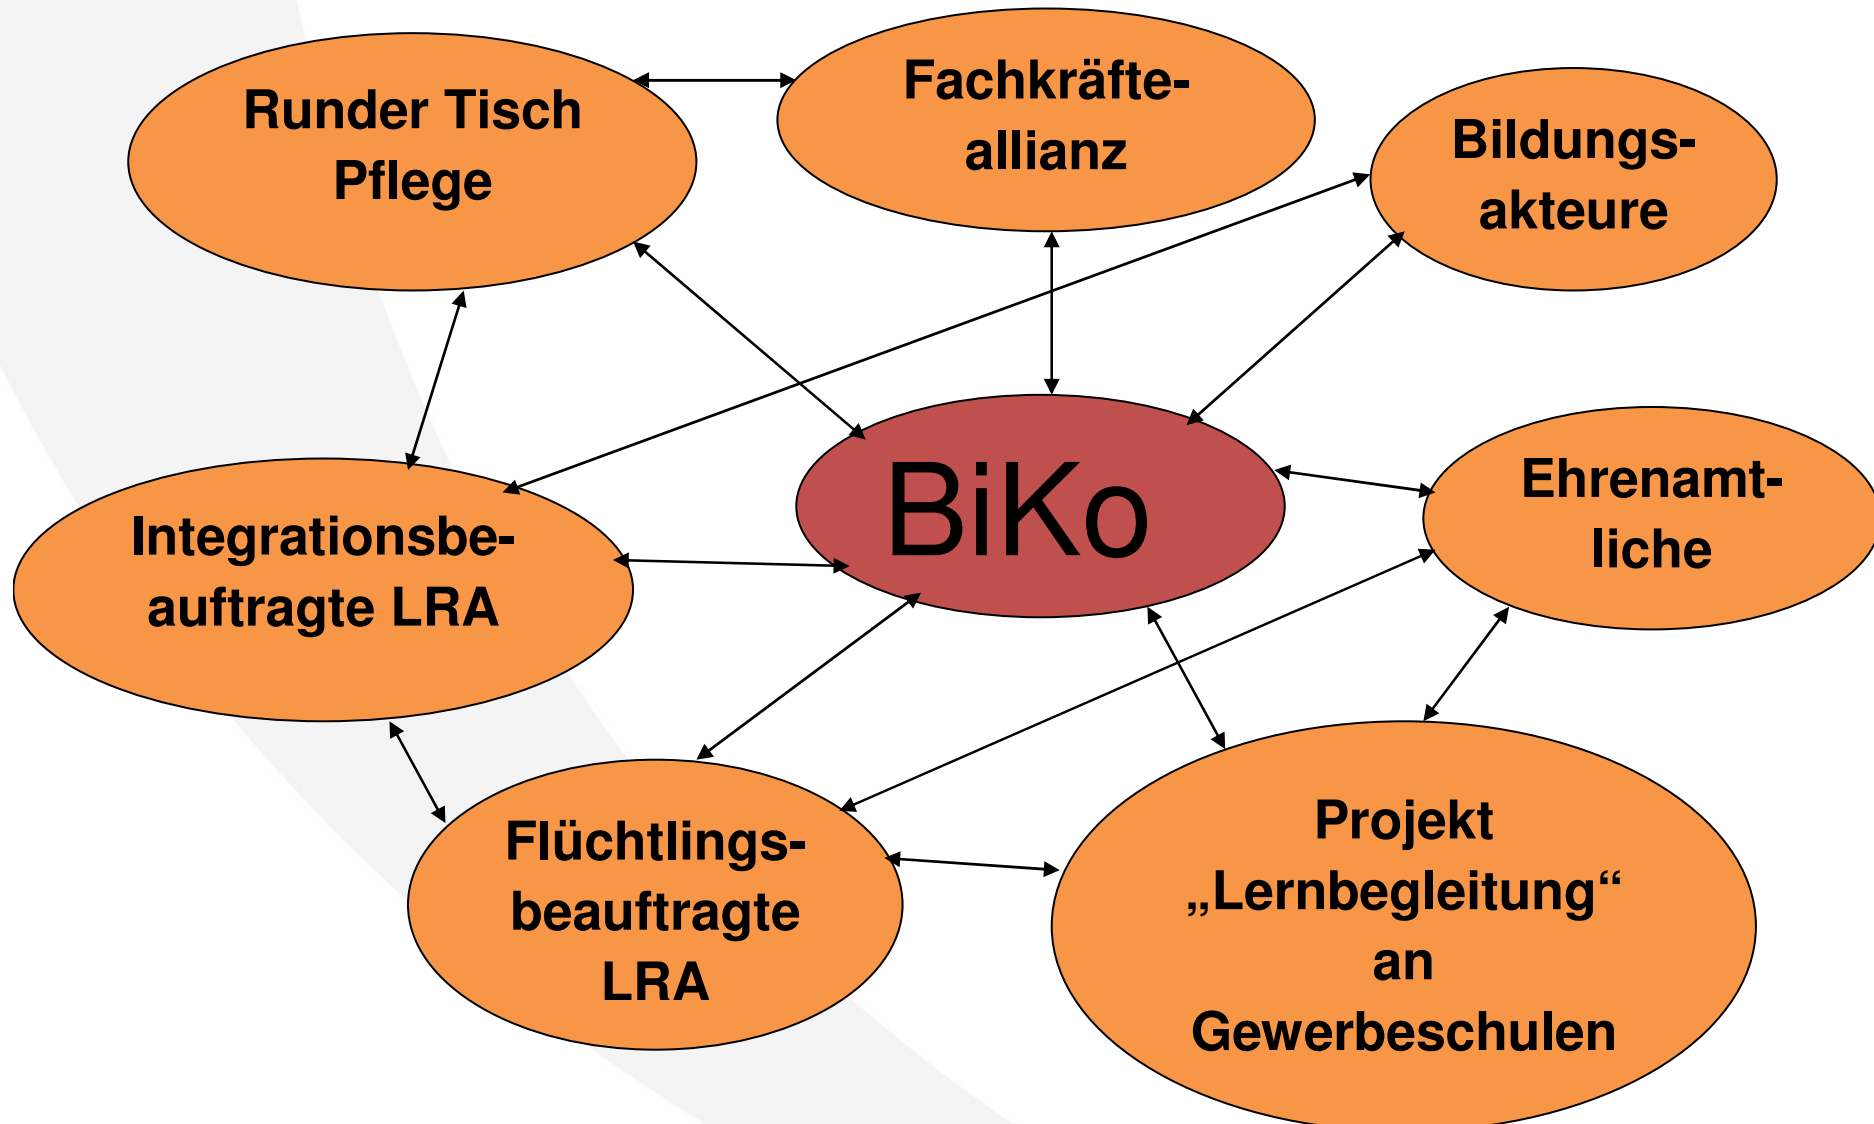 Runder Tisch
Pflege
Fachkräfte-
allianz
Bildungs-
akteure
BiKo
Integrationsbe-
auftragte LRA
Ehrenamt-
liche
Flüchtlings-
beauftragte
LRA
Projekt
„Lernbegleitung“
an
Gewerbeschulen